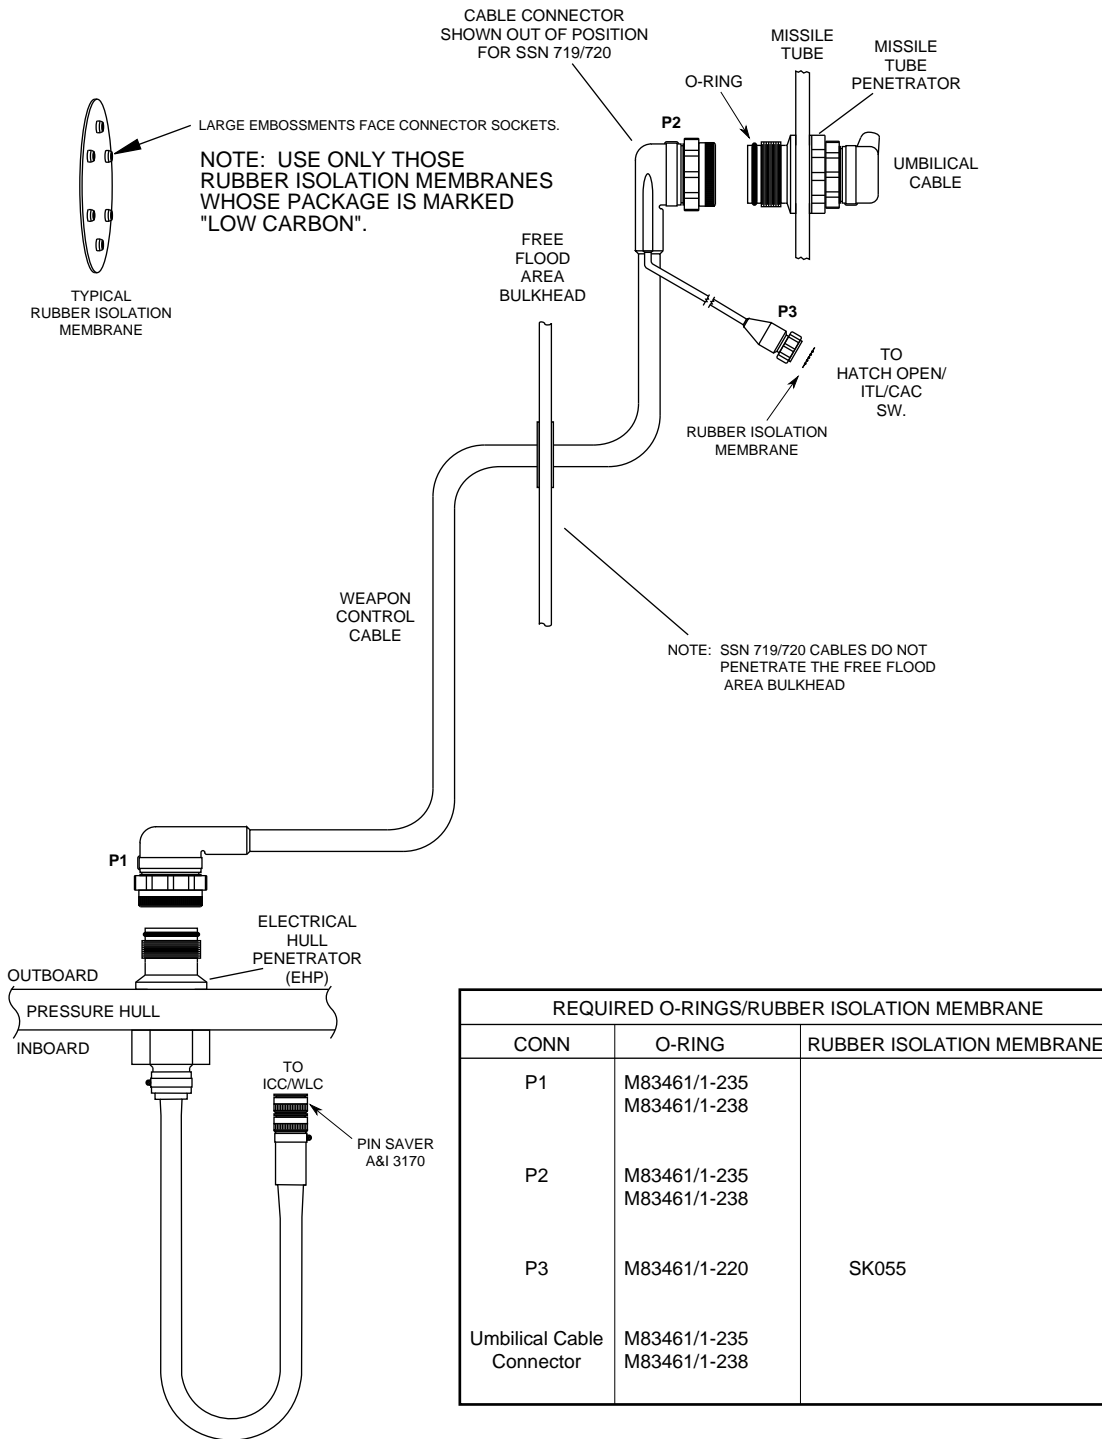 CABLE CONNECTOR
SHOWN OUT OF POSITION
FOR SSN 719/720
MISSILE
TUBE
MISSILE
TUBE
PENETRATOR
O-RING
P2
UMBILICAL
CABLE
LARGE EMBOSSMENTS FACE CONNECTOR SOCKETS.
NOTE: USE ONLY THOSE
RUBBER ISOLATION MEMBRANES
WHOSE PACKAGE IS MARKED
"LOW CARBON".
TYPICAL
RUBBER ISOLATION
MEMBRANE
FREE
FLOOD
AREA
BULKHEAD
P3
TO
HATCH OPEN/
ITL/CAC
SW.
RUBBER ISOLATION
MEMBRANE
WEAPON
CONTROL
CABLE
NOTE: SSN 719/720 CABLES DO NOT
PENETRATE THE FREE FLOOD
AREA BULKHEAD
P1
ELECTRICAL
HULL
PENETRATOR
(EHP)
OUTBOARD
PRESSURE HULL
INBOARD
TO
ICC/WLC
PIN SAVER
A&I 3170
REQUIRED O-RINGS/RUBBER ISOLATION MEMBRANE
CONN O-RING RUBBER ISOLATION MEMBRANE
P1 M83461/1-235
M83461/1-238
P2 M83461/1-235
M83461/1-238
P3 M83461/1-220 SK055
Umbilical Cable M83461/1-235
Connector M83461/1-238